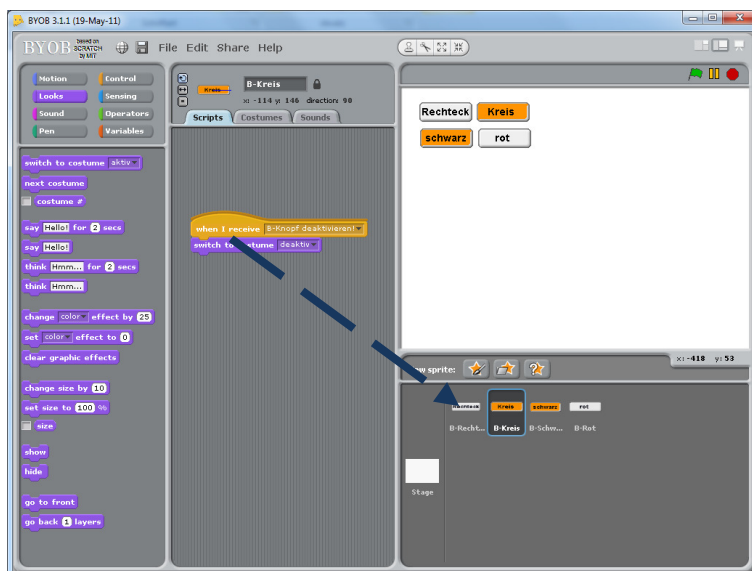 BYOB 3.1.1 (19-May-11)
BYOB based on SCRATCH by MIT File Edit Share Help
Motion Control
Looks Sensing
Sound Operators
Pen Variables
switch to costume aktiv
next costume
costume #
say Hello! for 2 secs
say Hello!
think Hmm... for 2 secs
think Hmm...
change color effect by 25
set color effect to 0
clear graphic effects
change size by 10
set size to 100 %
size
show
hide
go to front
go back 1 layers
Kreis B-Kreis
x: -114 y: 146 direction: 90
Scripts Costumes Sounds
when I receive B-Knopf deaktivieren!
switch to costume deaktiv
Rechteck Kreis
schwarz rot
x: -418 y: 53
New sprite:
Rechteck Kreis schwarz rot
B-Recht... B-Kreis B-Schw... B-Rot
Stage